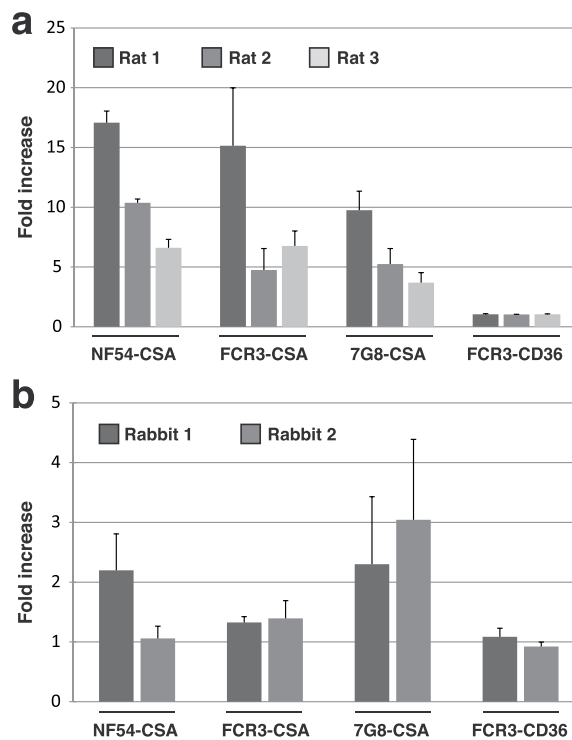 a
25
Rat 1 Rat 2 Rat 3
20
15
10
5
0
Fold increase
NF54-CSA FCR3-CSA 7G8-CSA FCR3-CD36
b
5
Rabbit 1 Rabbit 2
4
3
2
1
0
Fold increase
NF54-CSA FCR3-CSA 7G8-CSA FCR3-CD36